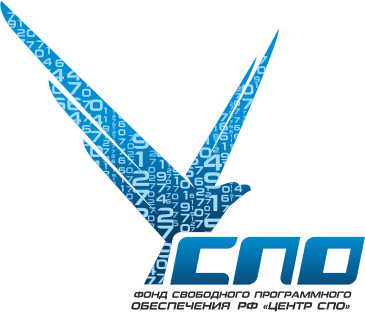 СПО
ФОНД СВОБОДНОГО ПРОГРАММНОГО
ОБЕСПЕЧЕНИЯ РФ «ЦЕНТР СПО»